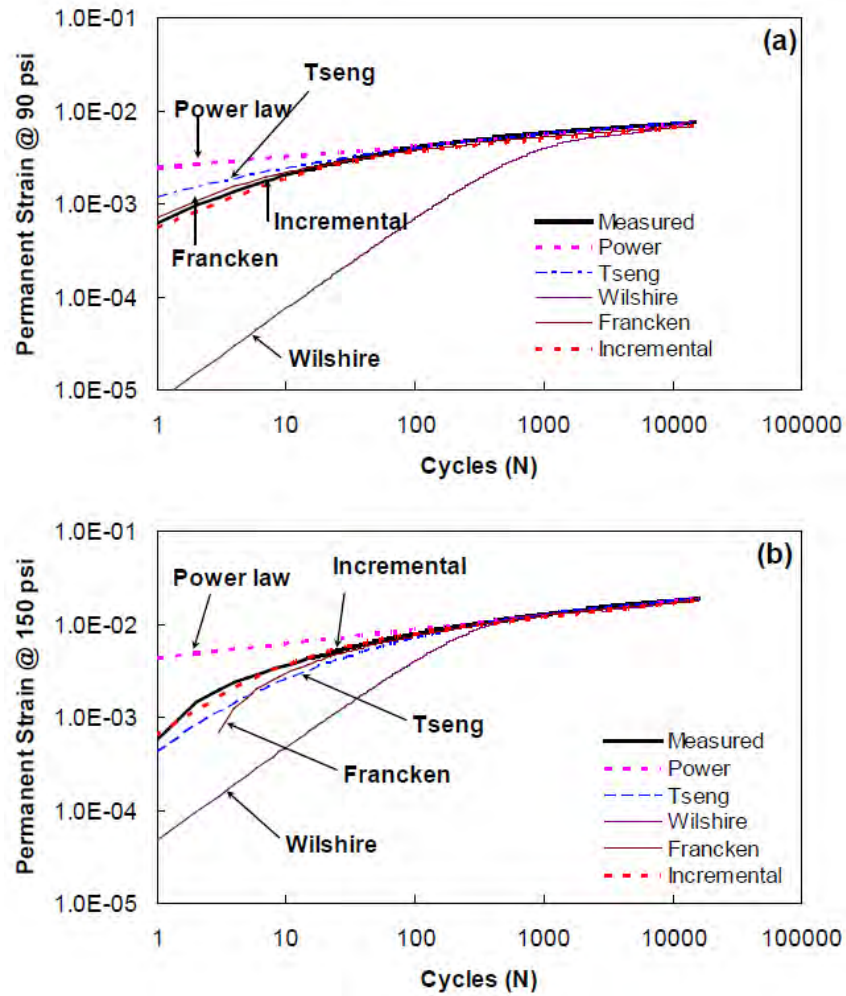 1.0E-01
(a)
Tseng
Power law
1.0E-02
1.0E-03
Incremental
Francken
1.0E-04
Wilshire
1.0E-05
Permanent Strain @ 90 psi
Measured
Power
Tseng
Wilshire
Francken
Incremental
1 10 100 1000 10000 100000
Cycles (N)
1.0E-01
(b)
Incremental
Power law
1.0E-02
1.0E-03
Tseng
Francken
1.0E-04
Wilshire
1.0E-05
Permanent Strain @ 150 psi
Measured
Power
Tseng
Wilshire
Francken
Incremental
1 10 100 1000 10000 100000
Cycles (N)